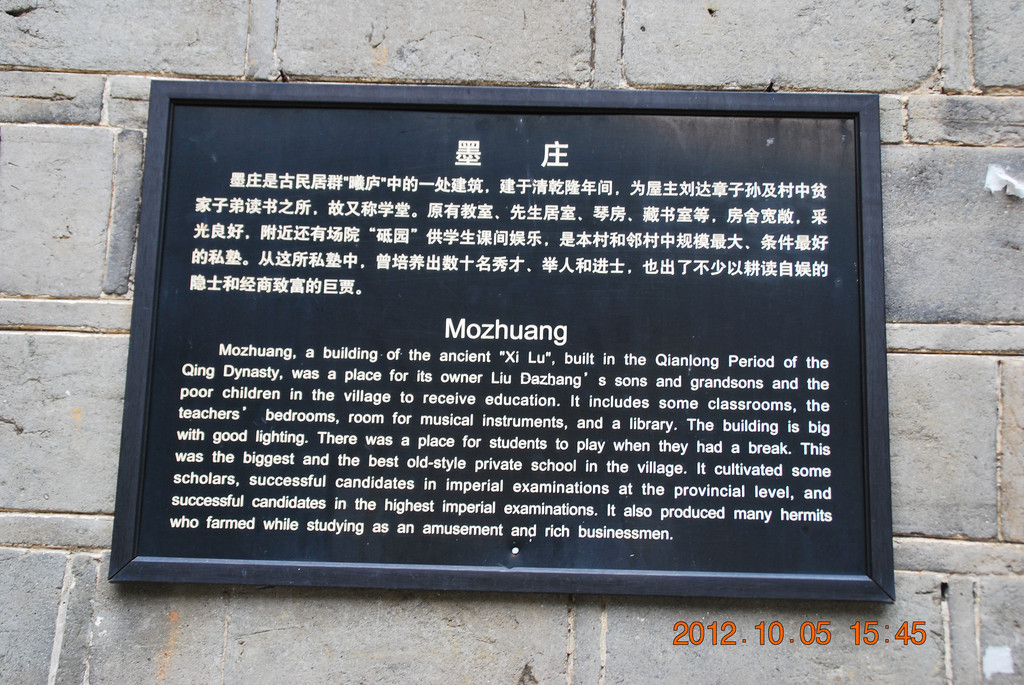 墨 庄
墨庄是古民居群"曦庐"中的一处建筑，建于清乾隆年间，为屋主刘达章子孙及村中贫
家子弟读书之所，故又称学堂。原有教室、先生居室、琴房、藏书室等，房舍宽敞，采
光良好，附近还有场院“砥园”供学生课间娱乐，是本村和邻村中规模最大、条件最好
的私塾。从这所私塾中，曾培养出数十名秀才、举人和进士，也出了不少以耕读自娱的
隐士和经商致富的巨贾。
Mozhuang
Mozhuang, a building of the ancient "Xi Lu", built in the Qianlong Period of the
Qing Dynasty, was a place for its owner Liu Dazhang’s sons and grandsons and the
poor children in the village to receive education. It includes some classrooms, the
teachers’ bedrooms, room for musical instruments, and a library. The building is big
with good lighting. There was a place for students to play when they had a break. This
was the biggest and the best old-style private school in the village. It cultivated some
scholars, successful candidates in imperial examinations at the provincial level, and
successful candidates in the highest imperial examinations. It also produced many hermits
who farmed while studying as an amusement and rich businessmen.
2012.10.05 15:45